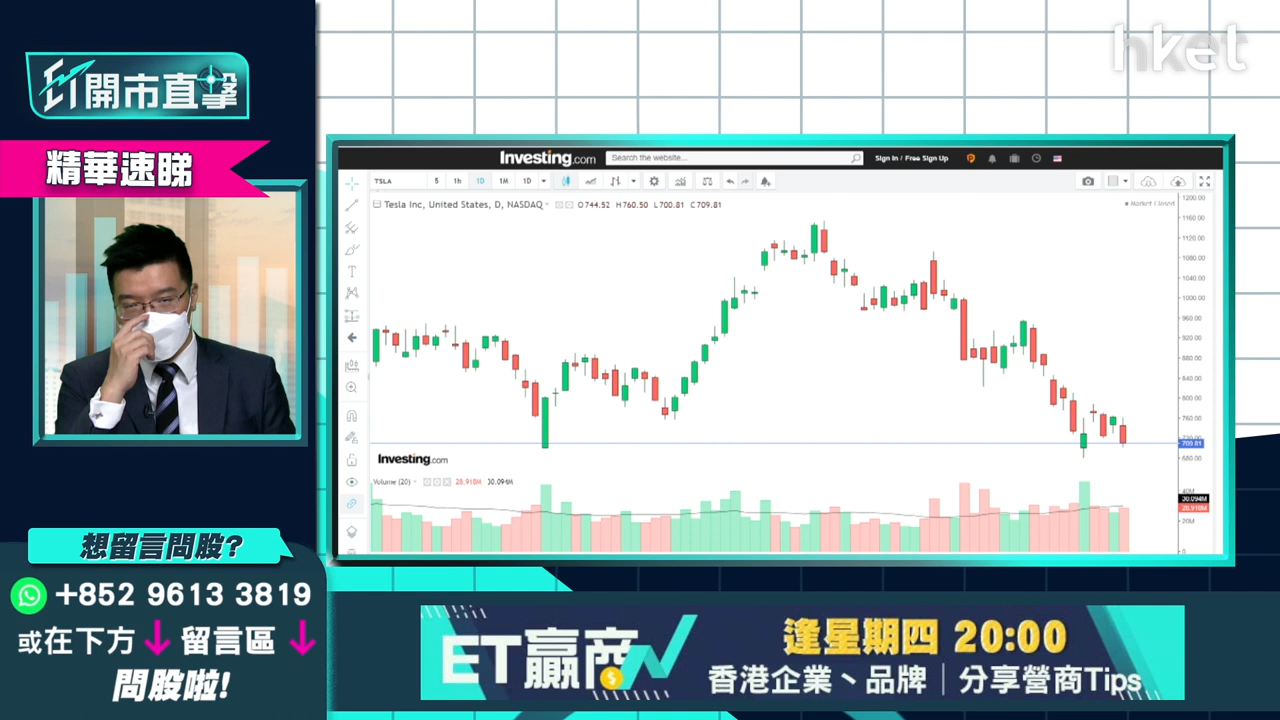 hket
ET開市直擊
精華速睇
Investing.com
Search the website...
Sign In / Free Sign Up
TSLA
5
1h
1D
1M
1D
Tesla Inc, United States, D, NASDAQ
O744.52 H760.50 L700.81 C709.81
Market Closed
1200.00
1160.00
1120.00
1080.00
1040.00
1000.00
960.00
920.00
880.00
840.00
800.00
760.00
720.00
709.81
680.00
Investing.com
Volume (20)
28.918M
30.094M
40M
30.094M
28.918M
20M
0
想留言問股?
+852 9613 3819
或在下方↓留言區↓
問股啦!
ET贏商
逢星期四 20:00
香港企業、品牌｜分享營商Tips